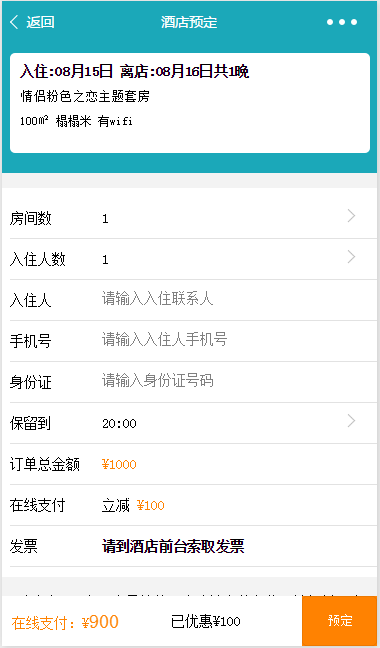 返回 酒店预定
入住:08月15日 离店:08月16日共1晚
情侣粉色之恋主题套房
100㎡ 榻榻米 有wifi
房间数 1
入住人数 1
入住人 请输入入住联系人
手机号 请输入入住人手机号
身份证 请输入身份证号码
保留到 20:00
订单总金额 ¥1000
在线支付 立减 ¥100
发票 请到酒店前台索取发票
在线支付：¥900 已优惠¥100 预定